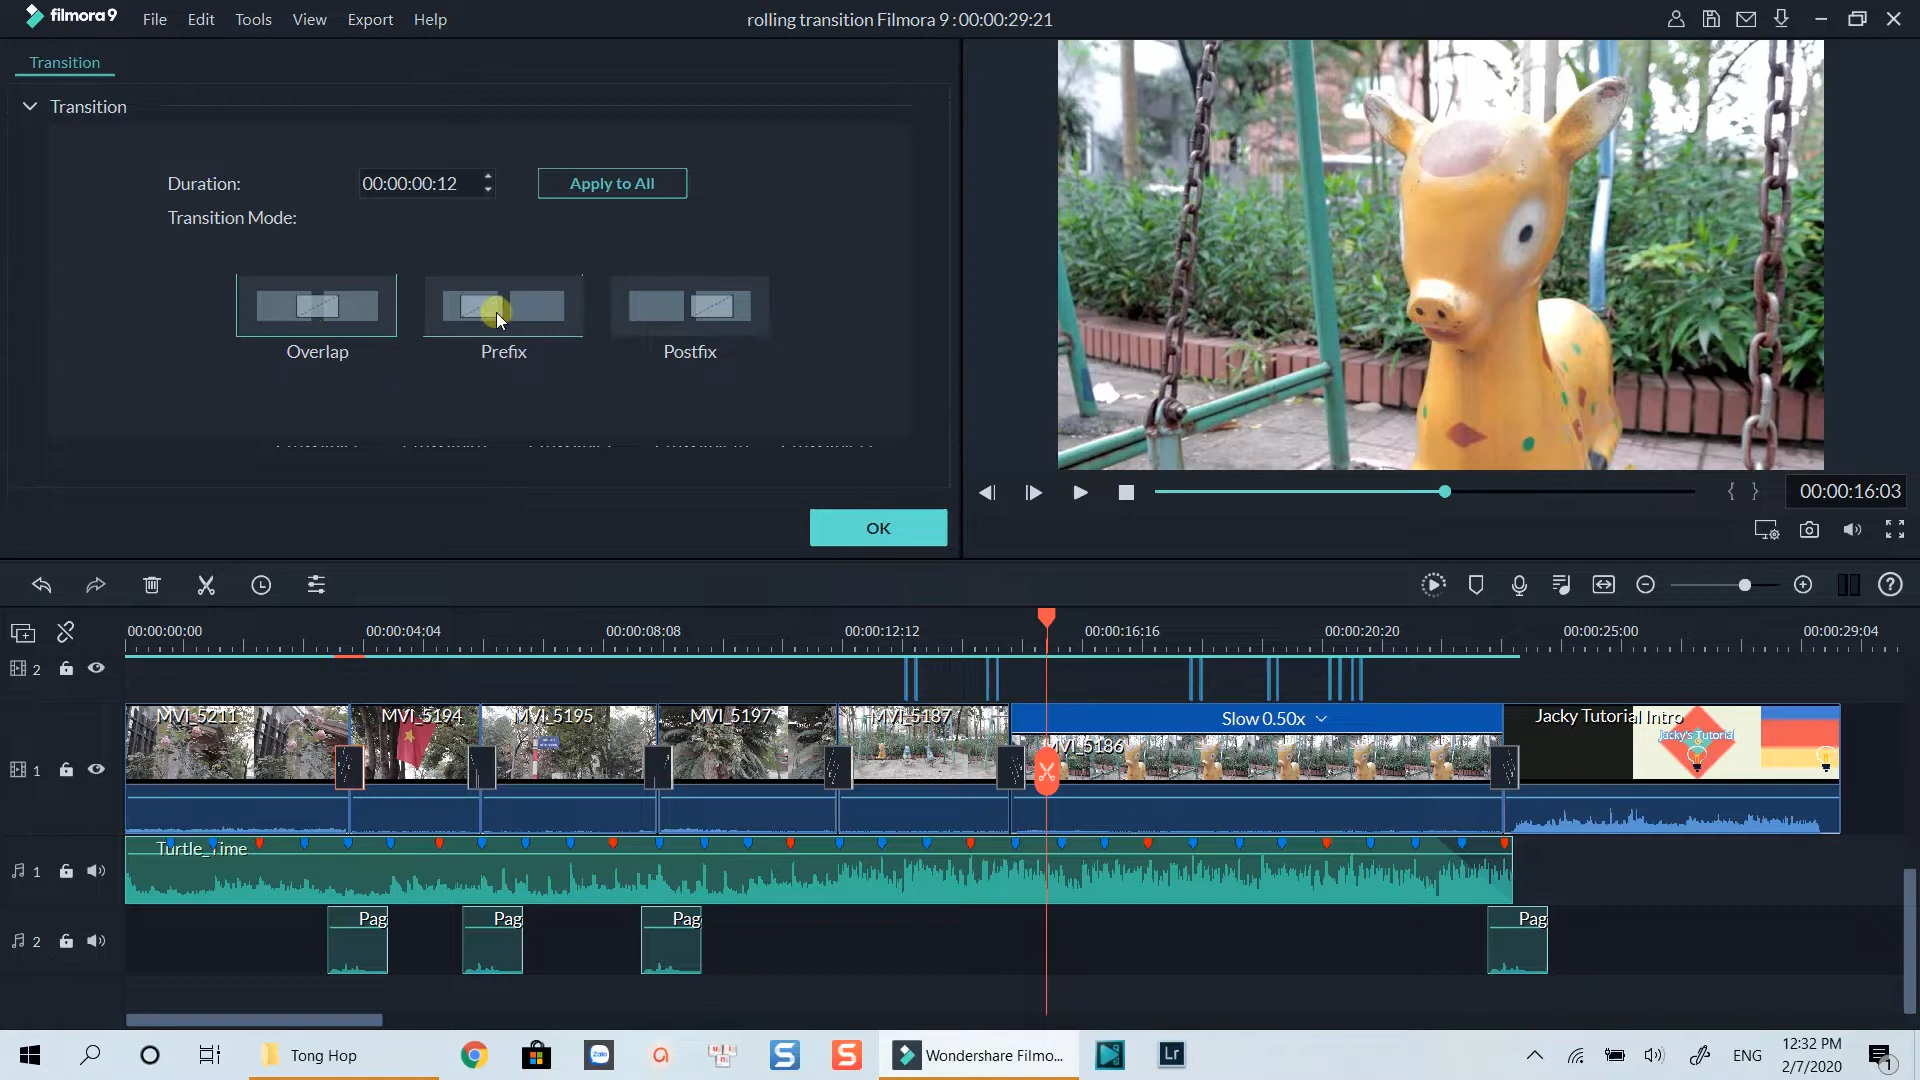 filmora9 File Edit Tools View Export Help rolling transition Filmora 9 : 00:00:29:21
Transition
Transition
Duration: 00:00:00:12 Apply to All
Transition Mode:
Overlap Prefix Postfix
OK
{ } 00:00:16:03
00:00:00:00 00:00:04:04 00:00:08:08 00:00:12:12 00:00:16:16 00:00:20:20 00:00:25:00 00:00:29:04
2
MVI_5211 MVI_5194 MVI_5195 MVI_5197 MVI_5187 Slow 0.50x Jacky Tutorial Intro
Jacky's Tutorial
MVI_5186
1
Turtle_Time
1
Pag Pag Pag Pag
2
Tong Hop Zalo S S Wondershare Filmo... Lr ENG 12:32 PM
2/7/2020 1